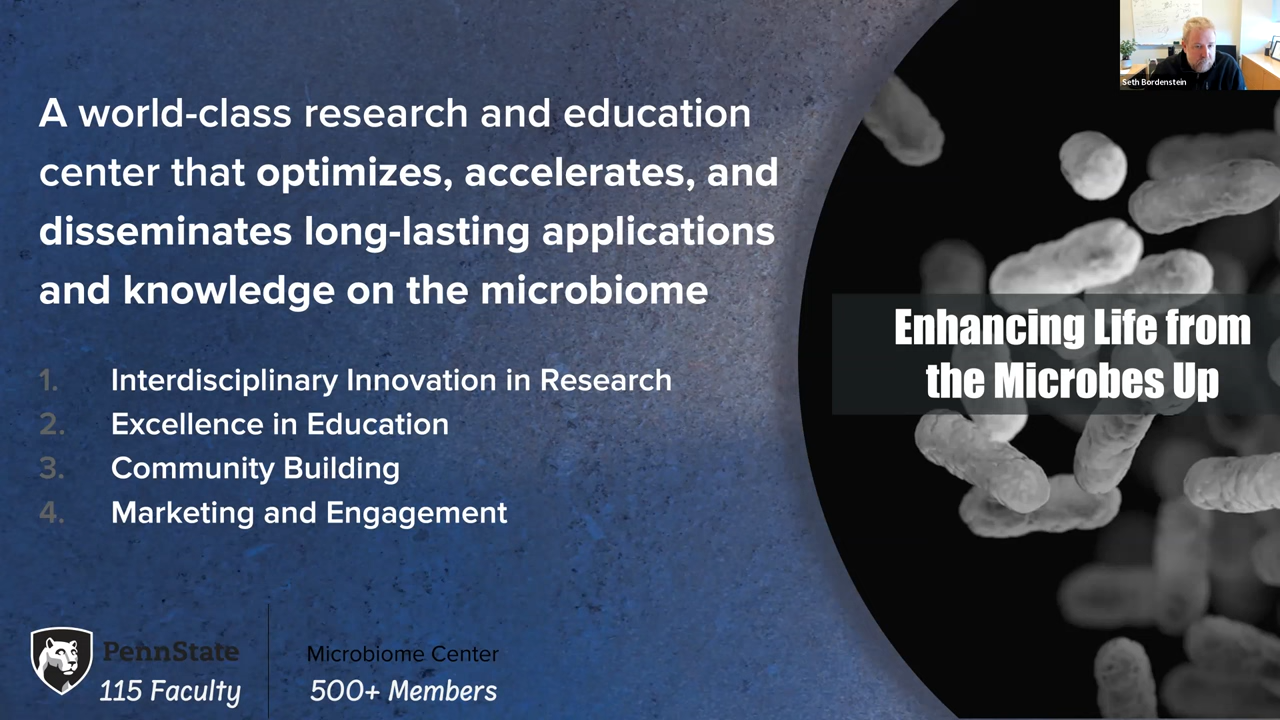 Seth Bordenstein
A world-class research and education
center that optimizes, accelerates, and
disseminates long-lasting applications
and knowledge on the microbiome
1. Interdisciplinary Innovation in Research
2. Excellence in Education
3. Community Building
4. Marketing and Engagement
Enhancing Life from
the Microbes Up
PennState
115 Faculty
Microbiome Center
500+ Members